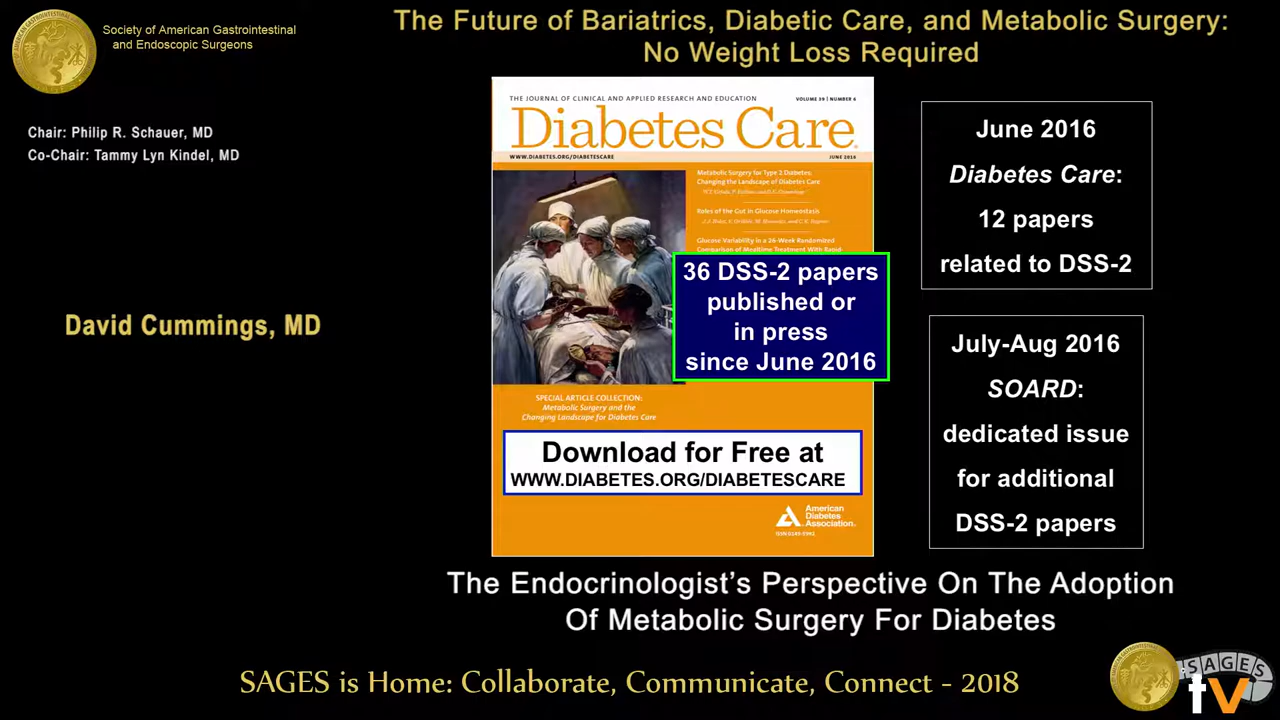 Society of American Gastrointestinal
and Endoscopic Surgeons
The Future of Bariatrics, Diabetic Care, and Metabolic Surgery:
No Weight Loss Required
Chair: Philip R. Schauer, MD
Co-Chair: Tammy Lyn Kindel, MD
David Cummings, MD
THE JOURNAL OF CLINICAL AND APPLIED RESEARCH AND EDUCATION
VOLUME 39 | NUMBER 6
Diabetes Care
WWW.DIABETES.ORG/DIABETESCARE
JUNE 2016
Metabolic Surgery for Type 2 Diabetes:
Changing the Landscape of Diabetes Care
Roles of the Gut in Glucose Homeostasis
Glucose Variability in a 26-Week Randomized
Comparison of Mealtime Treatment With Rapid-
36 DSS-2 papers
published or
in press
since June 2016
SPECIAL ARTICLE COLLECTION:
Metabolic Surgery and the
Changing Landscape for Diabetes Care
Download for Free at
WWW.DIABETES.ORG/DIABETESCARE
American
Diabetes
Association.
June 2016
Diabetes Care:
12 papers
related to DSS-2
July-Aug 2016
SOARD:
dedicated issue
for additional
DSS-2 papers
The Endocrinologist's Perspective On The Adoption
Of Metabolic Surgery For Diabetes
SAGES is Home: Collaborate, Communicate, Connect - 2018
SAGES
tv